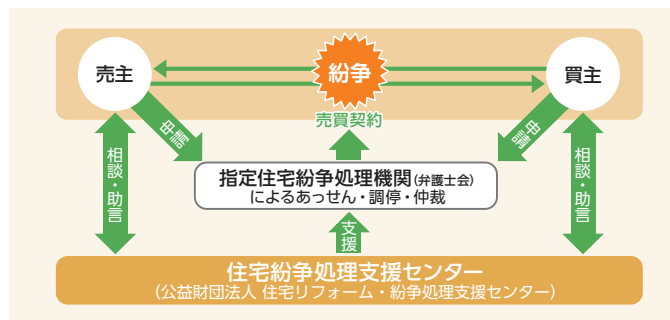 売主
紛争
買主
売買契約
申請
申請
相談・助言
指定住宅紛争処理機関(弁護士会)
によるあっせん・調停・仲裁
相談・助言
支援
住宅紛争処理支援センター
(公益財団法人 住宅リフォーム・紛争処理支援センター)